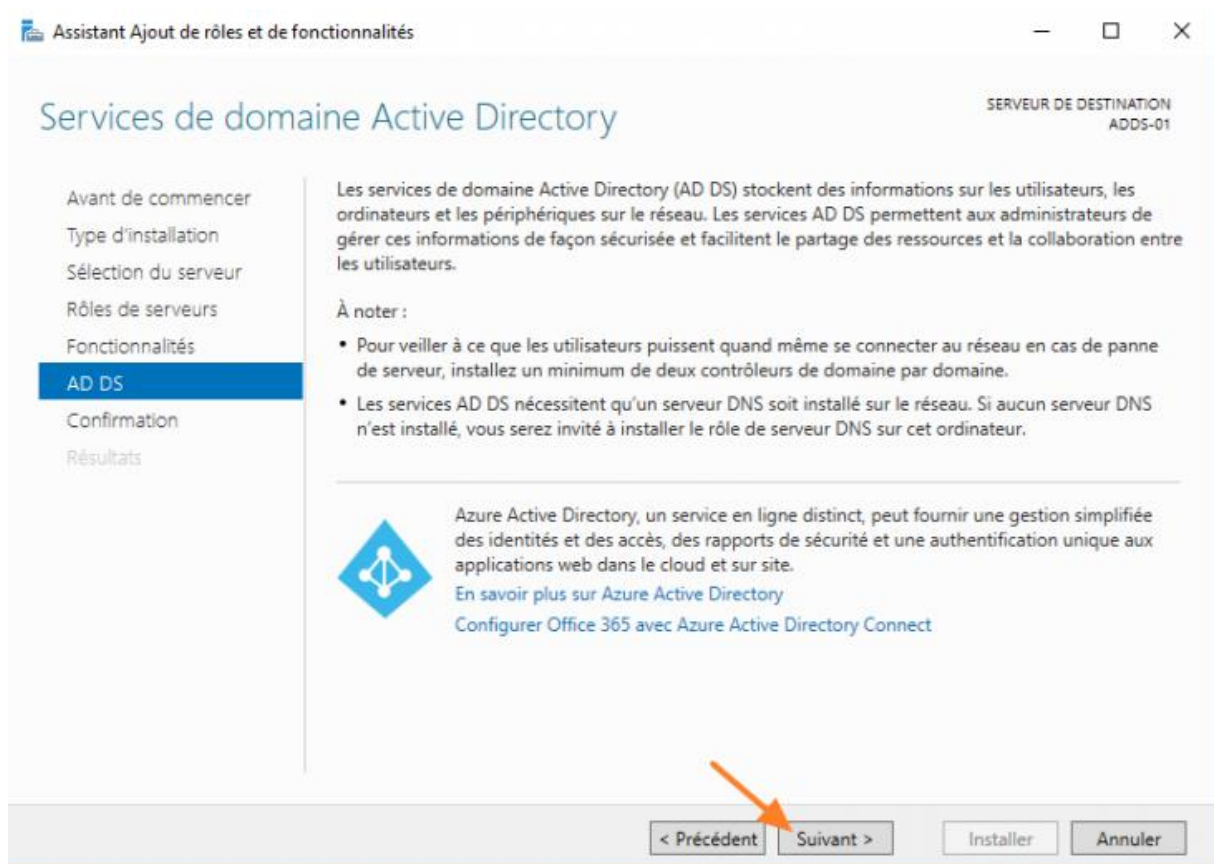 Assistant Ajout de rôles et de fonctionnalités
Services de domaine Active Directory
SERVEUR DE DESTINATION
ADDS-01
Avant de commencer
Type d'installation
Sélection du serveur
Rôles de serveurs
Fonctionnalités
AD DS
Confirmation
Résultats
Les services de domaine Active Directory (AD DS) stockent des informations sur les utilisateurs, les
ordinateurs et les périphériques sur le réseau. Les services AD DS permettent aux administrateurs de
gérer ces informations de façon sécurisée et facilitent le partage des ressources et la collaboration entre
les utilisateurs.
À noter :
• Pour veiller à ce que les utilisateurs puissent quand même se connecter au réseau en cas de panne
de serveur, installez un minimum de deux contrôleurs de domaine par domaine.
• Les services AD DS nécessitent qu'un serveur DNS soit installé sur le réseau. Si aucun serveur DNS
n'est installé, vous serez invité à installer le rôle de serveur DNS sur cet ordinateur.
Azure Active Directory, un service en ligne distinct, peut fournir une gestion simplifiée
des identités et des accès, des rapports de sécurité et une authentification unique aux
applications web dans le cloud et sur site.
En savoir plus sur Azure Active Directory
Configurer Office 365 avec Azure Active Directory Connect
< Précédent
Suivant >
Installer
Annuler